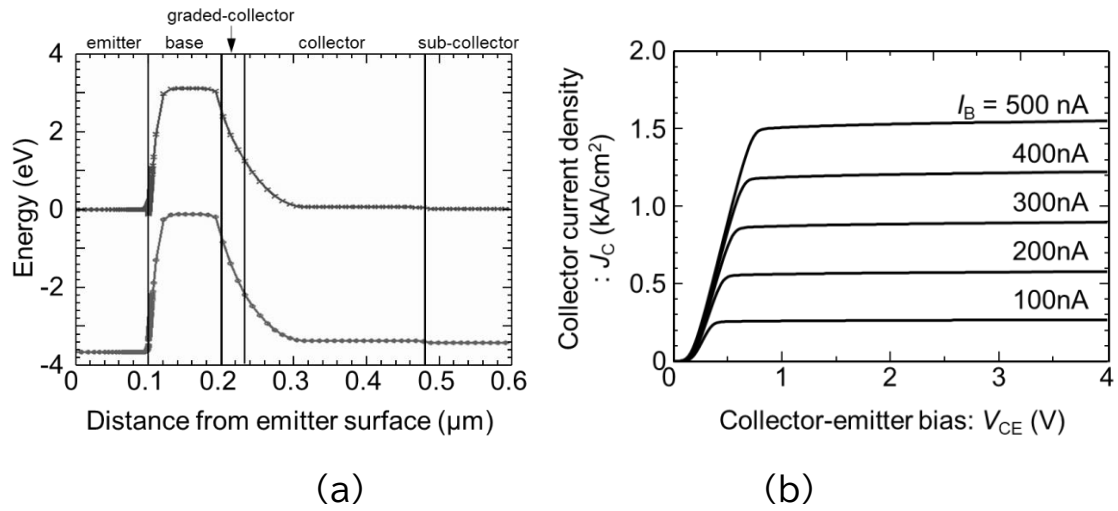 graded-collector
emitter
base
collector
sub-collector
4
2
0
-2
-4
Energy (eV)
0
0.1
0.2
0.3
0.4
0.5
0.6
Distance from emitter surface (μm)
(a)
2.0
1.5
1.0
0.5
0
Collector current density
: J_C (kA/cm²)
I_B = 500 nA
400nA
300nA
200nA
100nA
0
1
2
3
4
Collector-emitter bias: V_CE (V)
(b)